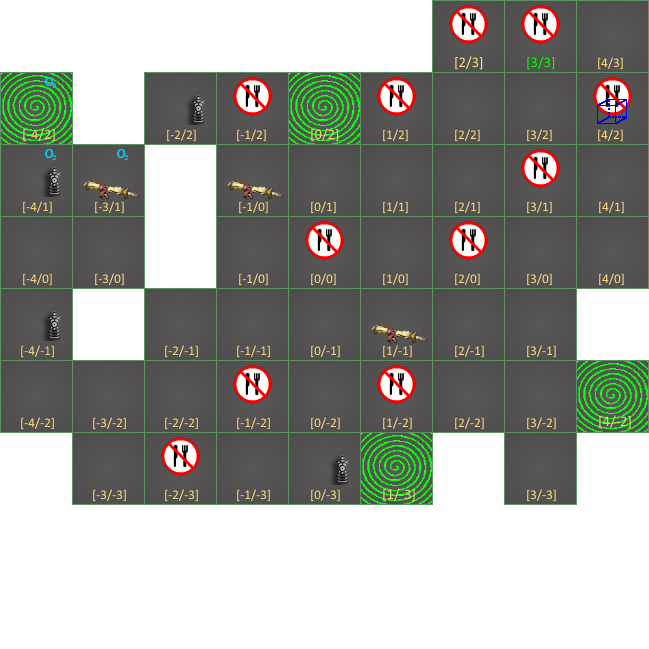 [2/3] [3/3] [4/3]
O₂
[-4/2] [-2/2] [-1/2] [0/2] [1/2] [2/2] [3/2] [4/2]
O₂ O₂
[-4/1] [-3/1] [-1/0] [0/1] [1/1] [2/1] [3/1] [4/1]
[-4/0] [-3/0] [-1/0] [0/0] [1/0] [2/0] [3/0] [4/0]
[-4/-1] [-2/-1] [-1/-1] [0/-1] [1/-1] [2/-1] [3/-1]
[-4/-2] [-3/-2] [-2/-2] [-1/-2] [0/-2] [1/-2] [2/-2] [3/-2] [4/-2]
[-3/-3] [-2/-3] [-1/-3] [0/-3] [1/-3] [3/-3]